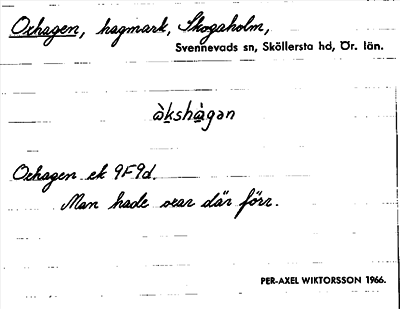 Oxhagen, hagmark, Skogaholm,
Svennevads sn, Sköllersta hd, Ör. län.
ὰkshàgən
Oxhagen ek 9F9d.
Man hade oxar där förr.
PER-AXEL WIKTORSSON 1966.